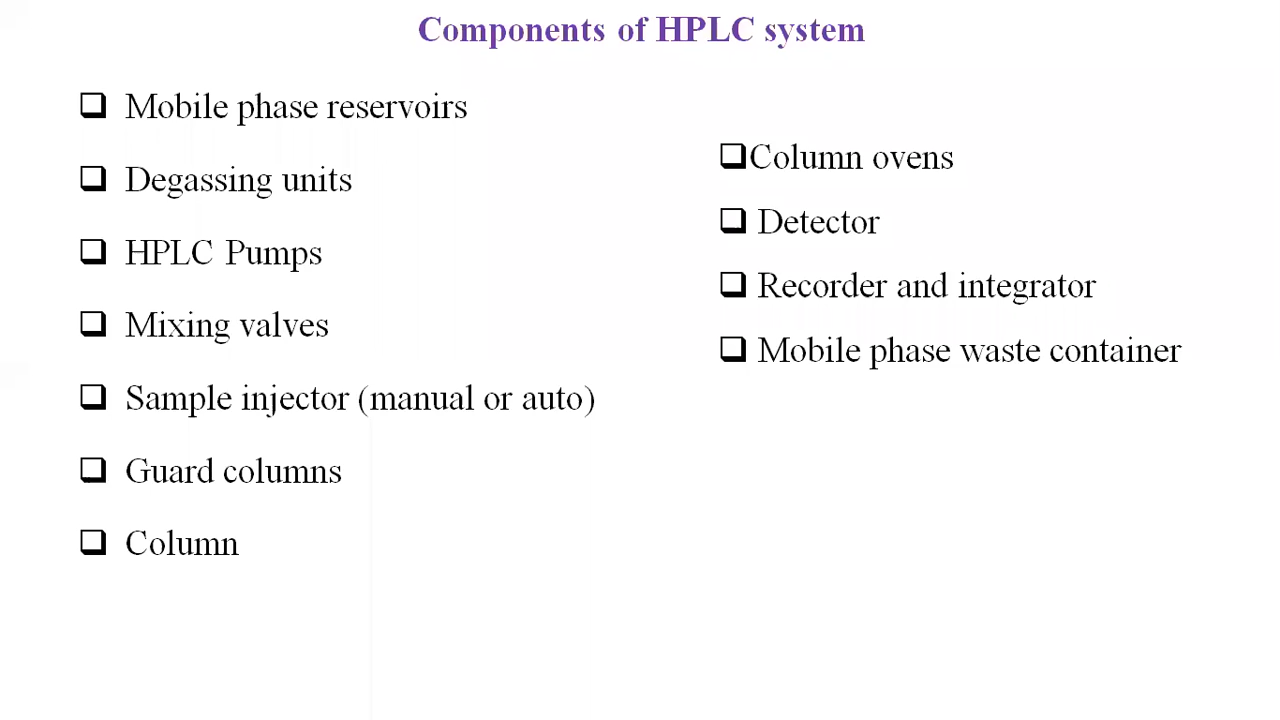 Components of HPLC system
❑ Mobile phase reservoirs
❑ Degassing units
❑ HPLC Pumps
❑ Mixing valves
❑ Sample injector (manual or auto)
❑ Guard columns
❑ Column
❑Column ovens
❑ Detector
❑ Recorder and integrator
❑ Mobile phase waste container